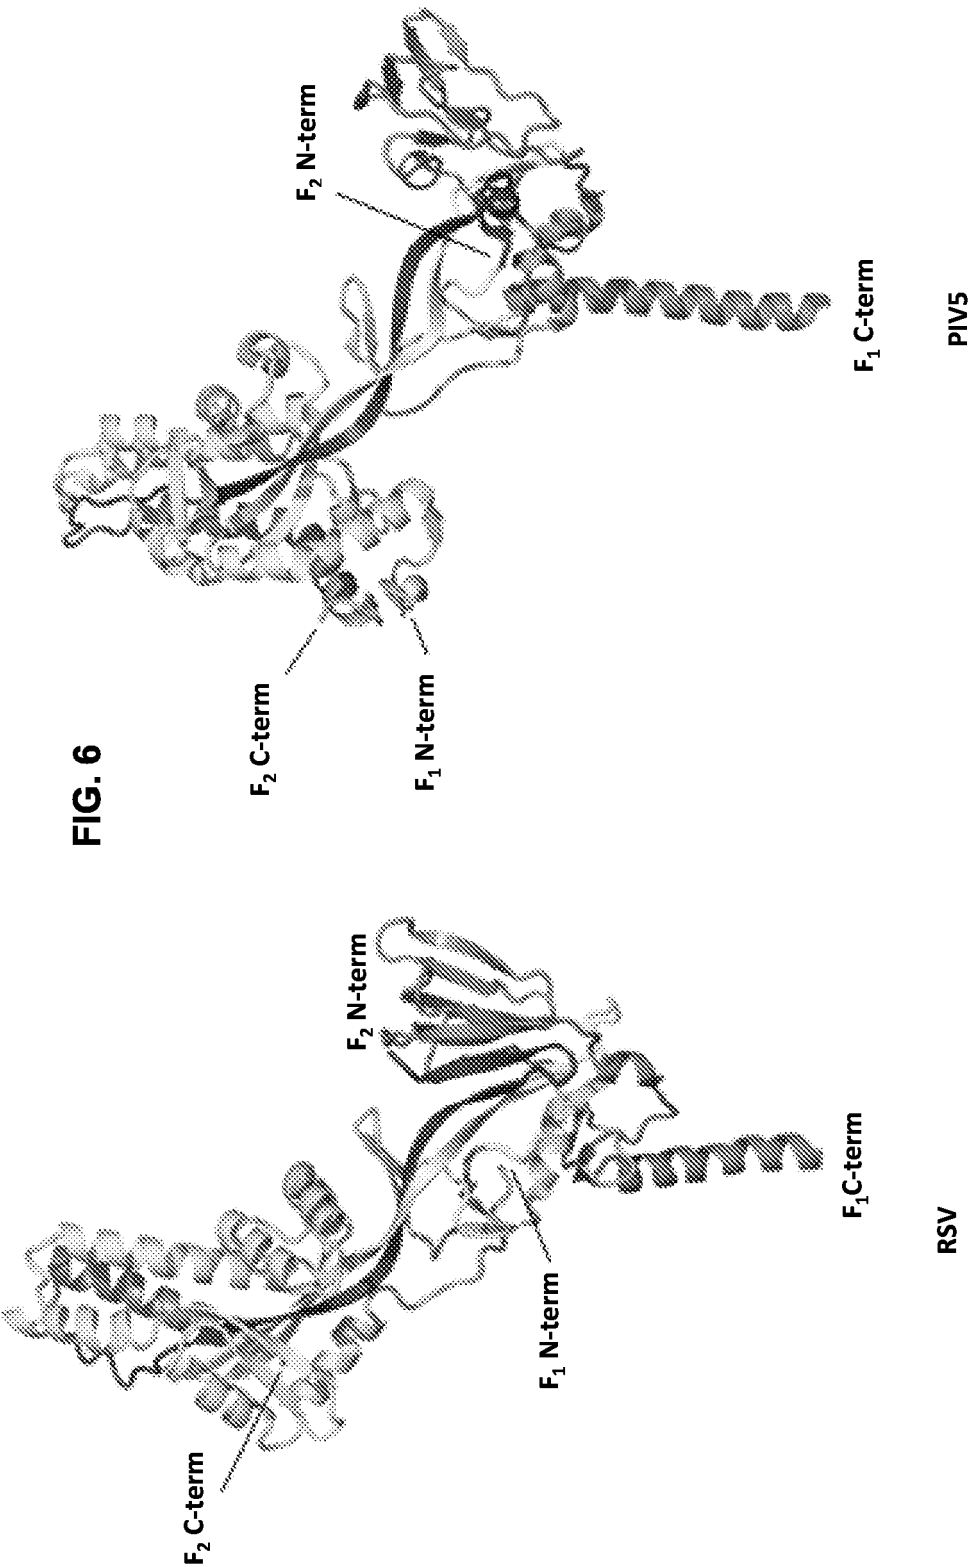 FIG. 6
F2 C-term
F2 N-term
F1 N-term
F1C-term
RSV
F2 C-term
F2 N-term
F1 N-term
F1 C-term
PIV5